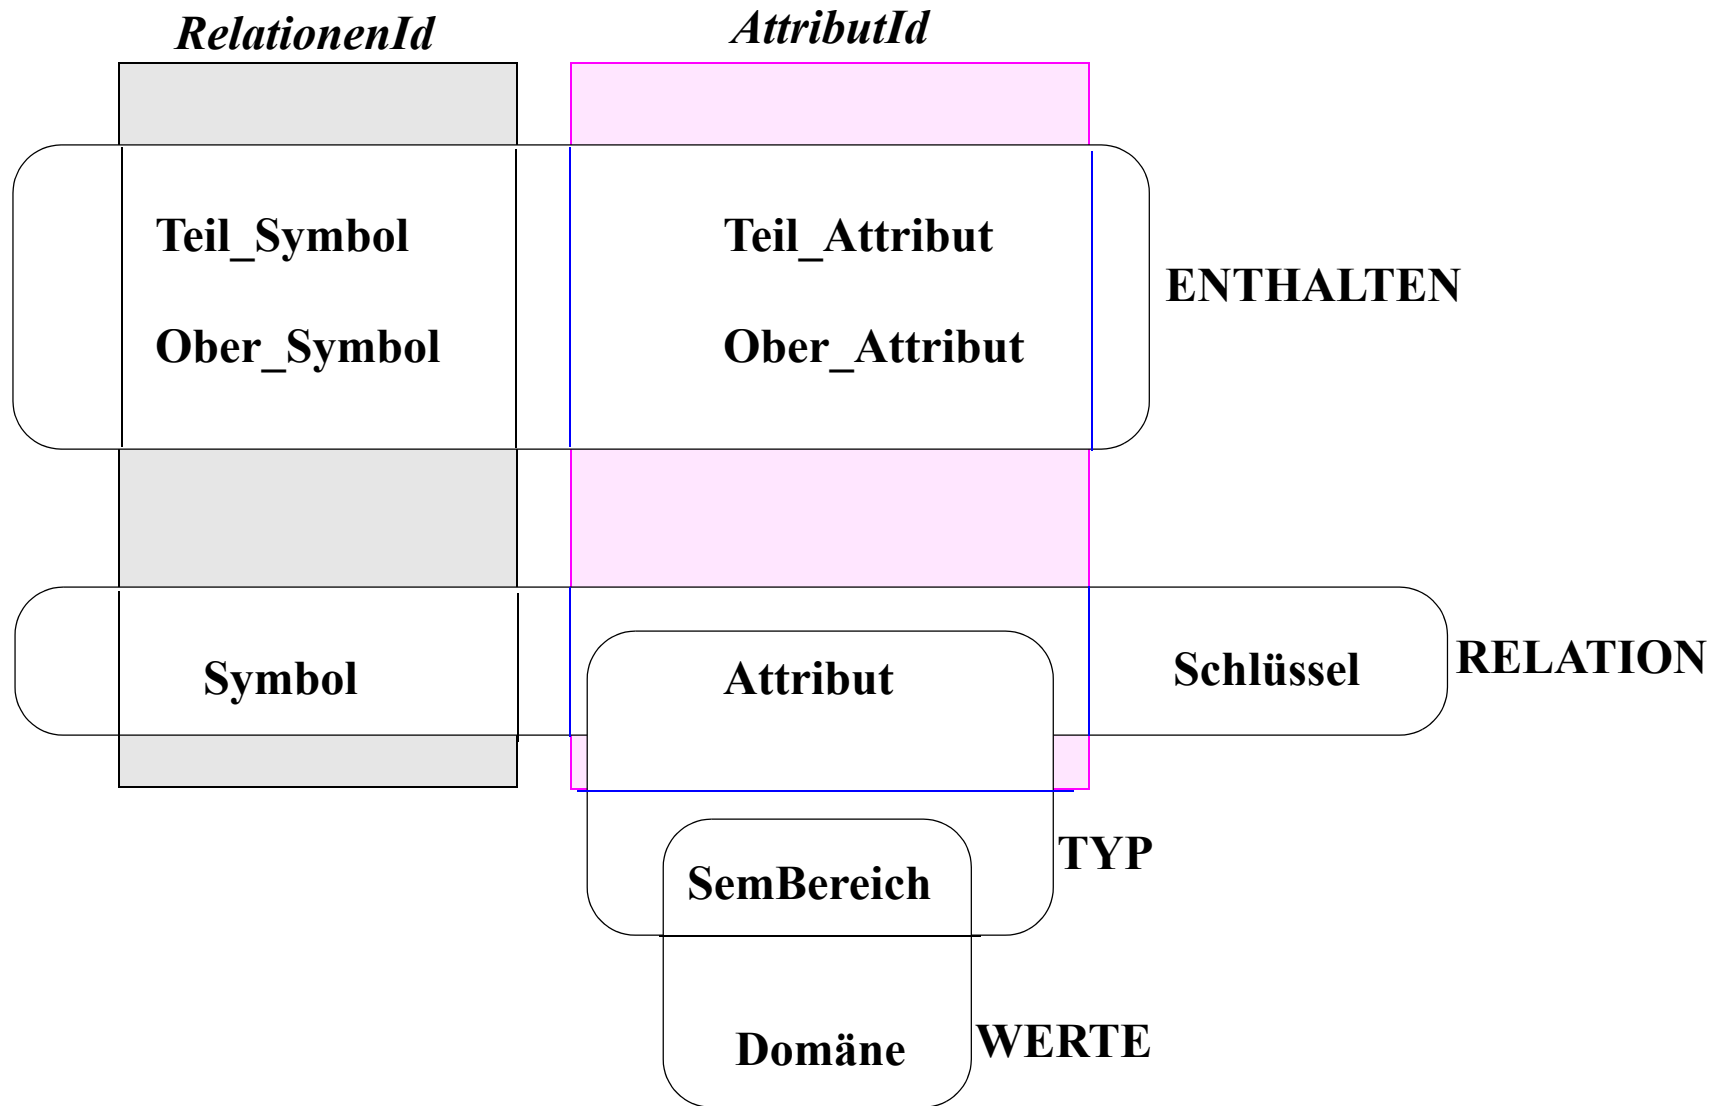 RelationenId
AttributId
Teil_Symbol
Teil_Attribut
ENTHALTEN
Ober_Symbol
Ober_Attribut
Symbol
Attribut
Schlüssel
RELATION
TYP
SemBereich
Domäne
WERTE